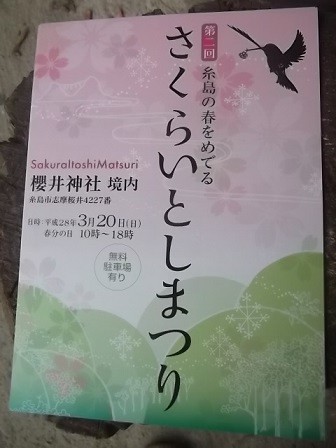 第二回
糸島の春をめでる
さくらいとしまつり
SakuraItoshiMatsuri
櫻井神社 境内
糸島市志摩桜井4227番
日時:平成28年3月20日(日)
春分の日 10時〜18時
無料
駐車場
有り